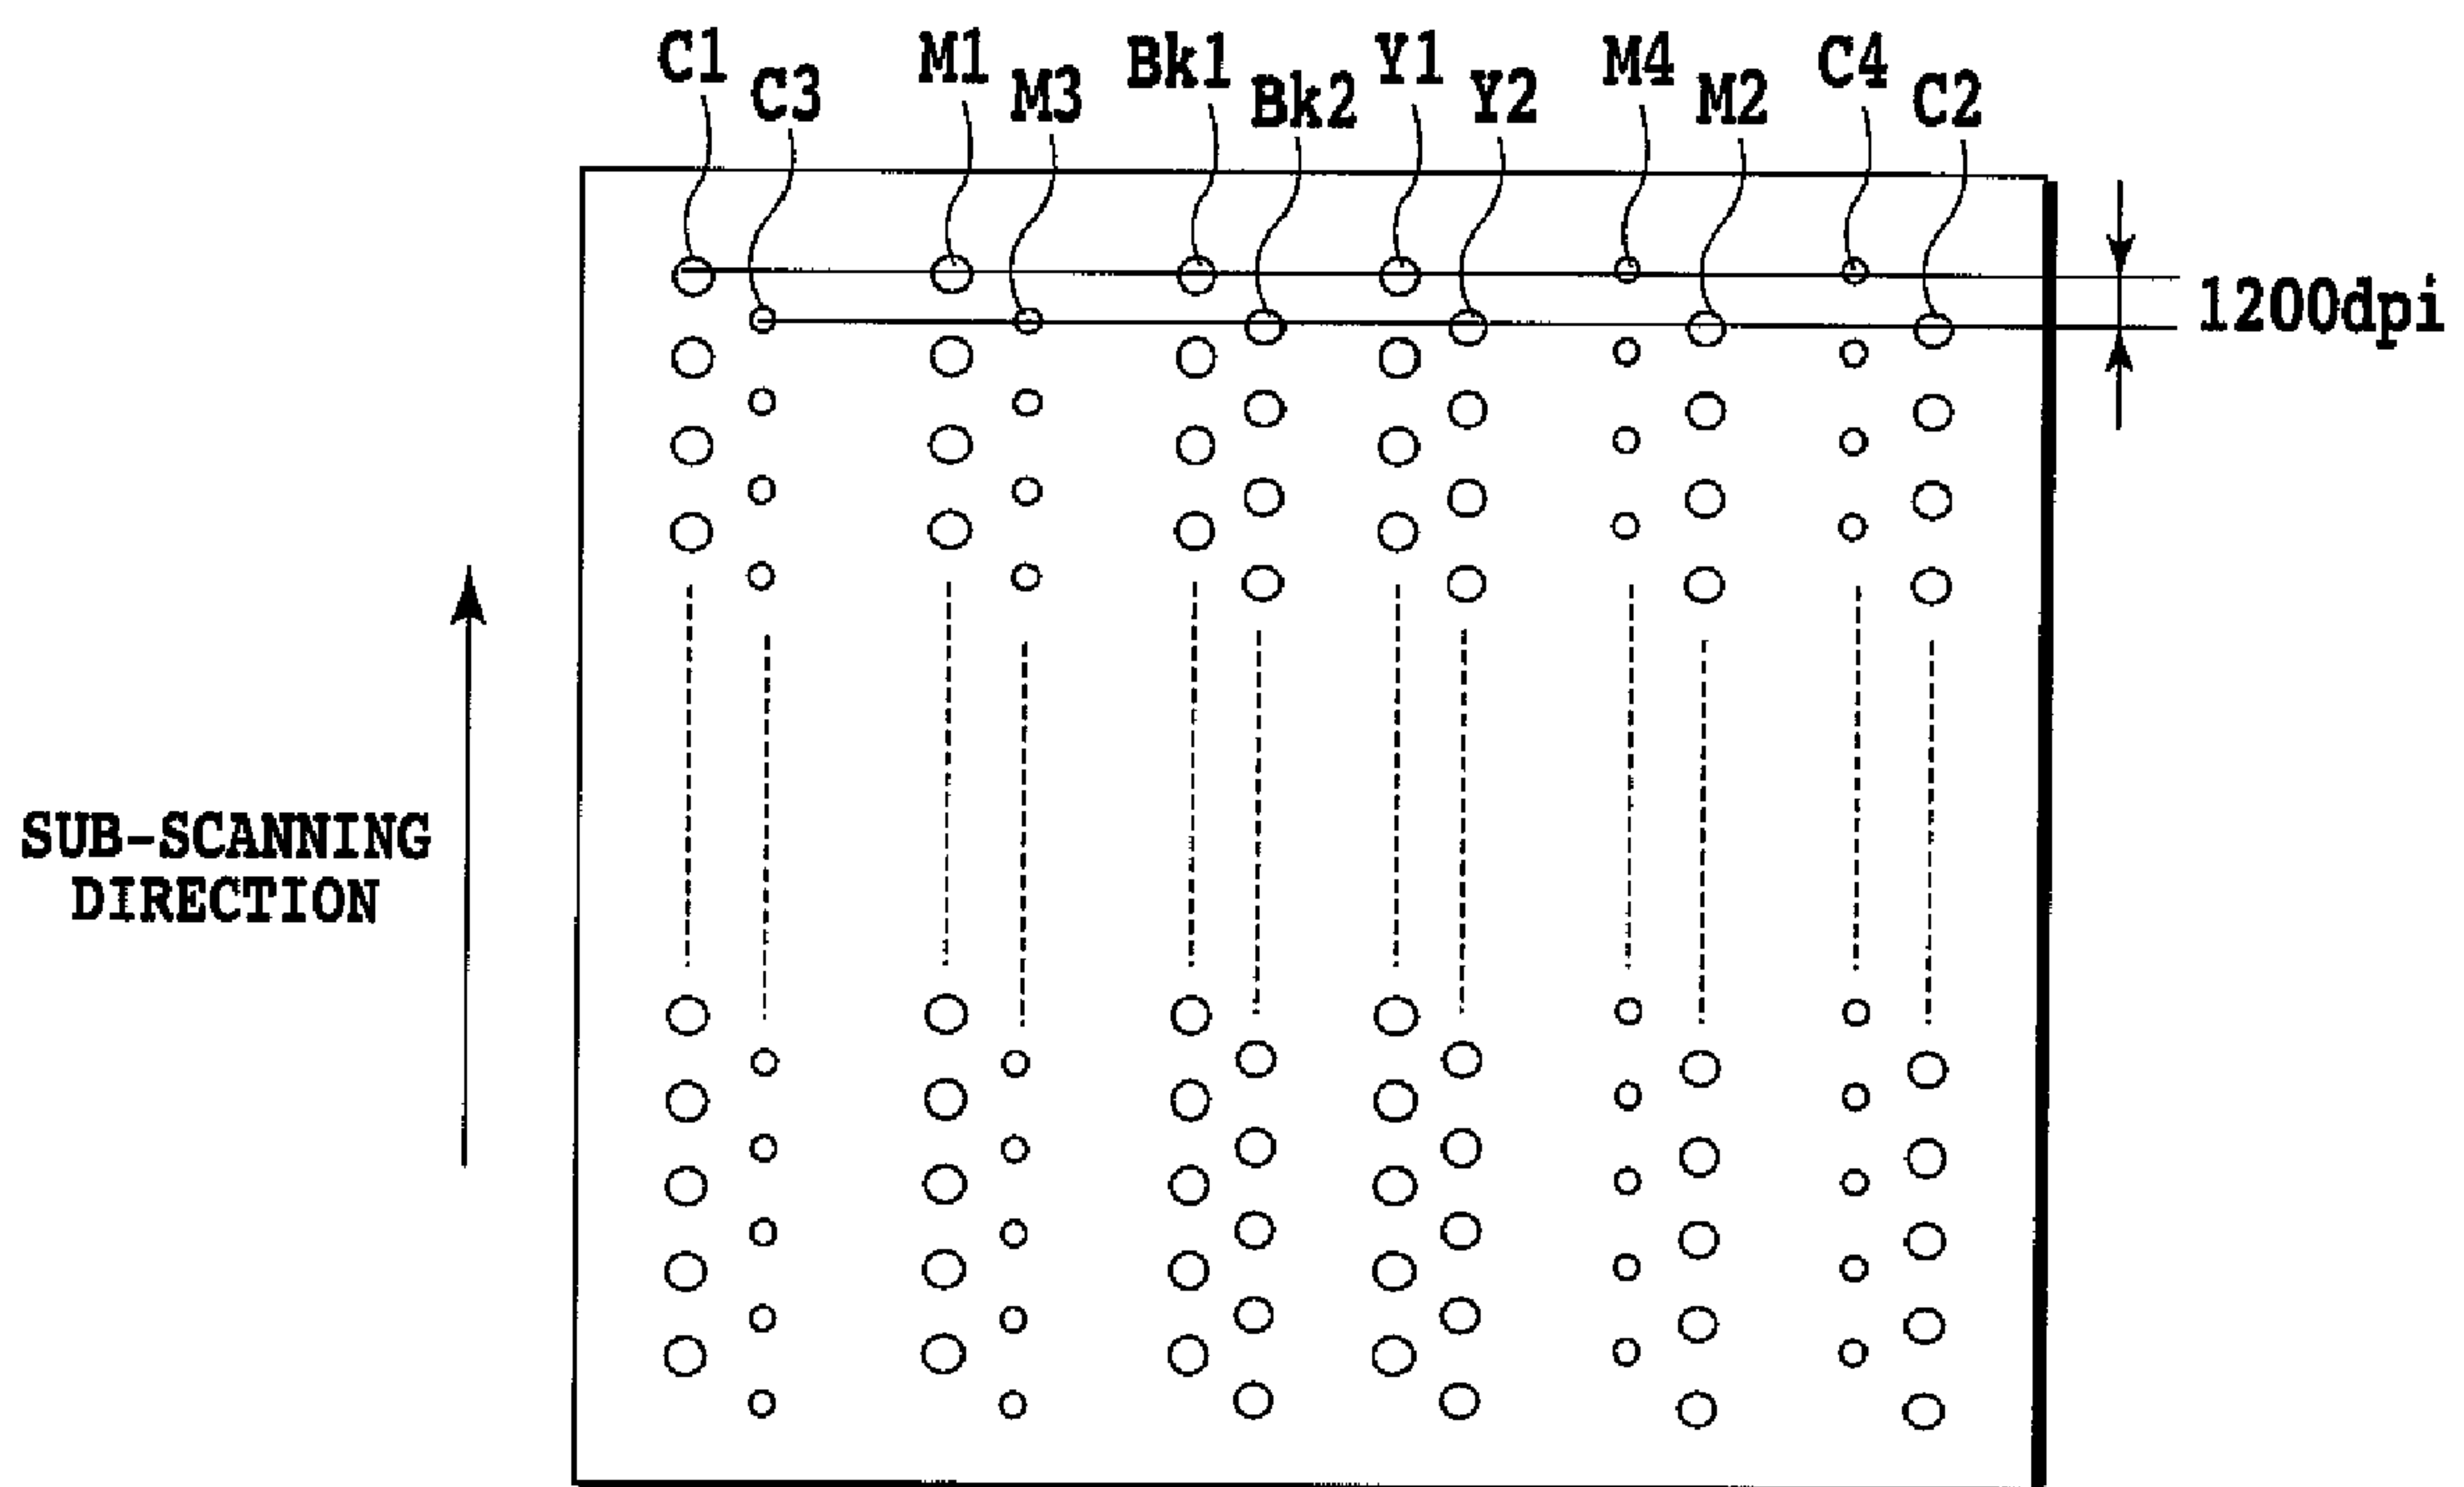 C1 M1 Bk1 Y1 M4 C4
C3 M3 Bk2 Y2 M2 C2
1200dpi
SUB-SCANNING
DIRECTION